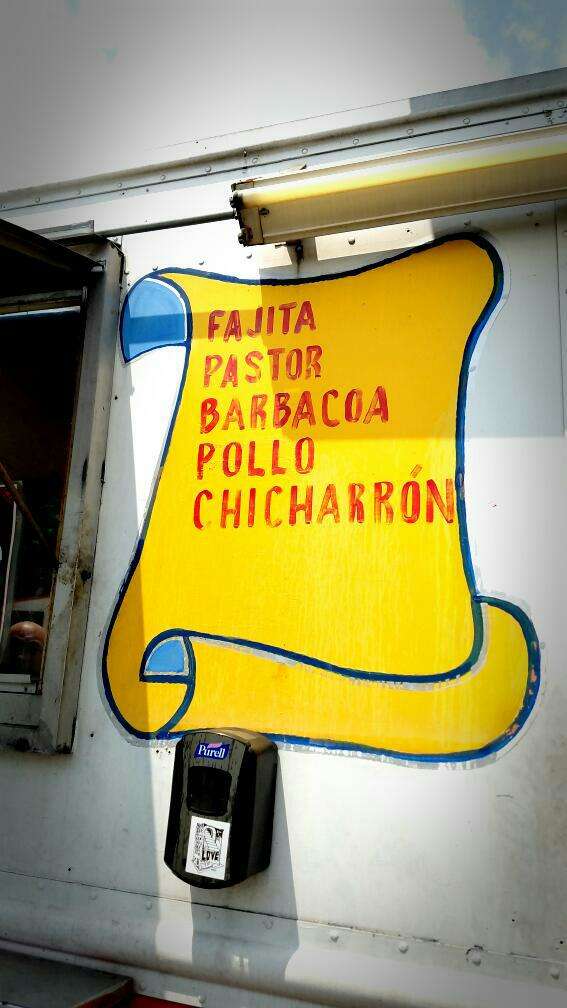 FAJITA
PASTOR
BARBACOA
POLLO
CHICHARRÓN
Purell
LOVE